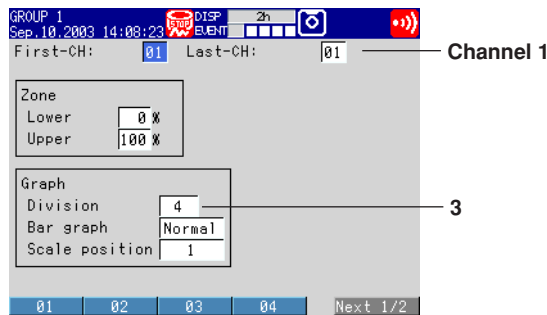 GROUP 1
DISP 2h
Sep.10.2003 14:08:23 STOP EVENT
First-CH: 01 Last-CH: 01 Channel 1
Zone
Lower 0 %
Upper 100 %
Graph
Division 4 3
Bar graph Normal
Scale position 1
01 02 03 04 Next 1/2